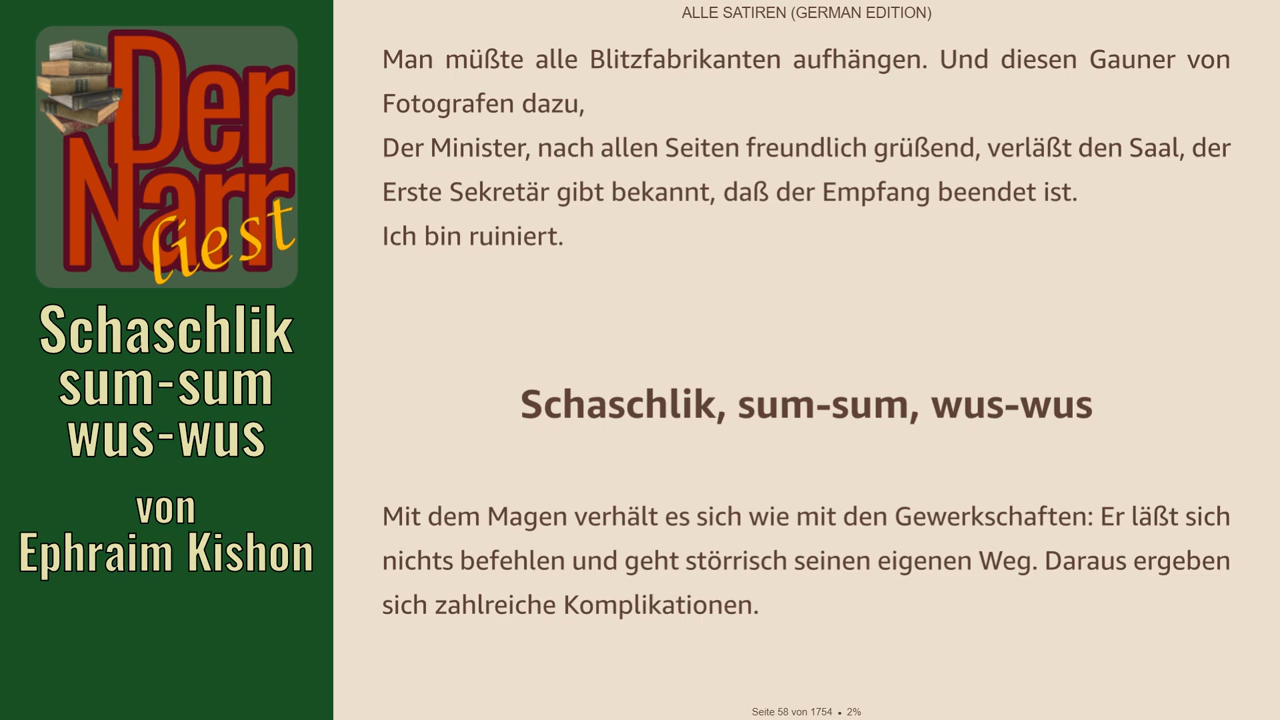 Der
Narr
liest
Schaschlik
sum-sum
wus-wus
von
Ephraim Kishon
ALLE SATIREN (GERMAN EDITION)
Man müßte alle Blitzfabrikanten aufhängen. Und diesen Gauner von
Fotografen dazu,
Der Minister, nach allen Seiten freundlich grüßend, verläßt den Saal, der
Erste Sekretär gibt bekannt, daß der Empfang beendet ist.
Ich bin ruiniert.
Schaschlik, sum-sum, wus-wus
Mit dem Magen verhält es sich wie mit den Gewerkschaften: Er läßt sich
nichts befehlen und geht störrisch seinen eigenen Weg. Daraus ergeben
sich zahlreiche Komplikationen.
Seite 58 von 1754 • 2%